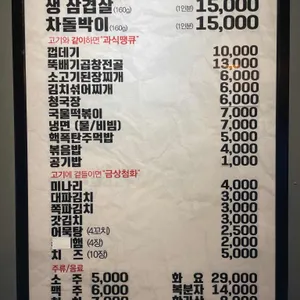 생 삼겹살 (160g) (1인분) 15,000
차돌박이 (160g) (1인분) 15,000
고기와 같이하면 "과식땡큐"
껍데기 10,000
뚝배기곱창전골 13,000
소고기된장찌개 6,000
김치섞어찌개 6,000
청국장 6,000
국물떡볶이 7,000
냉면 (물/비빔) 7,000
핵폭탄주먹밥 5,000
볶음밥 4,000
공기밥 1,000
고기에 곁들이면 "금상첨화"
미나리 4,000
대파김치 3,000
쪽파김치 3,000
갓김치 3,000
어묵탕 (4꼬치) 2,500
햄 (4장) 2,000
치즈 (10장) 5,000
주류/음료
소주 5,000 화요 29,000
맥주 6,000 복분자 14,000